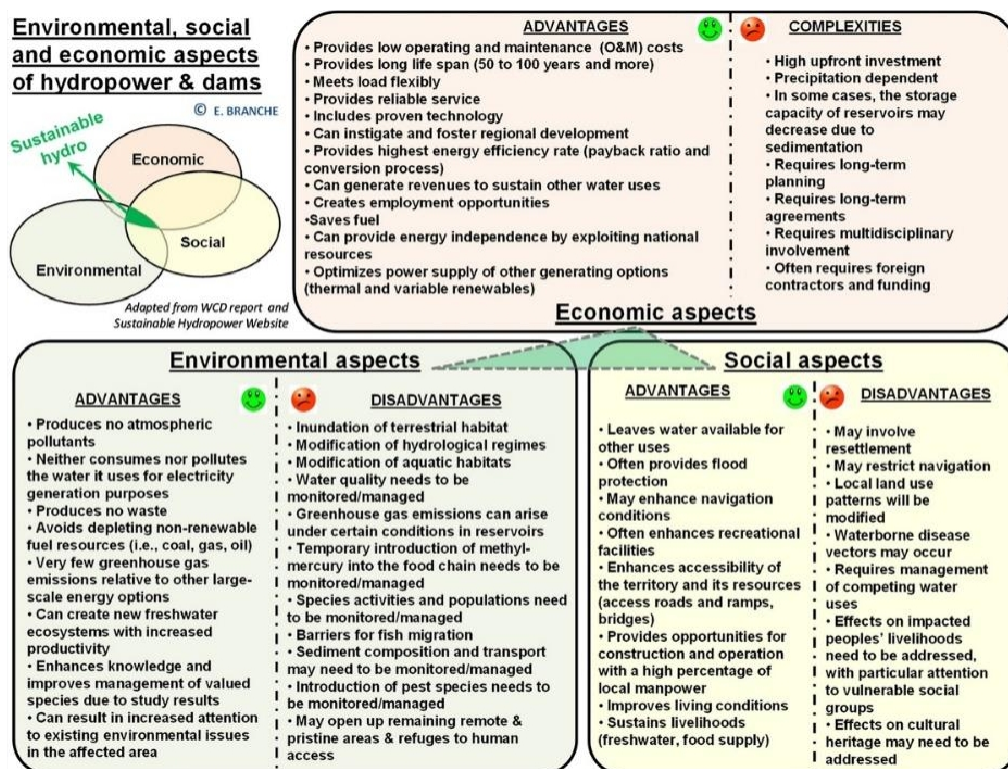 Environmental, social
and economic aspects
of hydropower & dams
© E. BRANCHE
Sustainable
hydro
Economic
Social
Environmental
Adapted from WCD report and
Sustainable Hydropower Website
ADVANTAGES
• Provides low operating and maintenance (O&M) costs
• Provides long life span (50 to 100 years and more)
• Meets load flexibly
• Provides reliable service
• Includes proven technology
• Can instigate and foster regional development
• Provides highest energy efficiency rate (payback ratio and
conversion process)
• Can generate revenues to sustain other water uses
• Creates employment opportunities
•Saves fuel
• Can provide energy independence by exploiting national
resources
• Optimizes power supply of other generating options
(thermal and variable renewables)
COMPLEXITIES
• High upfront investment
• Precipitation dependent
• In some cases, the storage
capacity of reservoirs may
decrease due to
sedimentation
• Requires long-term
planning
• Requires long-term
agreements
• Requires multidisciplinary
involvement
• Often requires foreign
contractors and funding
Economic aspects
Environmental aspects
ADVANTAGES
• Produces no atmospheric
pollutants
• Neither consumes nor pollutes
the water it uses for electricity
generation purposes
• Produces no waste
• Avoids depleting non-renewable
fuel resources (i.e., coal, gas, oil)
• Very few greenhouse gas
emissions relative to other large-
scale energy options
• Can create new freshwater
ecosystems with increased
productivity
• Enhances knowledge and
improves management of valued
species due to study results
• Can result in increased attention
to existing environmental issues
in the affected area
DISADVANTAGES
• Inundation of terrestrial habitat
• Modification of hydrological regimes
• Modification of aquatic habitats
• Water quality needs to be
monitored/managed
• Greenhouse gas emissions can arise
under certain conditions in reservoirs
• Temporary introduction of methyl-
mercury into the food chain needs to be
monitored/managed
• Species activities and populations need
to be monitored/managed
• Barriers for fish migration
• Sediment composition and transport
may need to be monitored/managed
• Introduction of pest species needs to
be monitored/managed
• May open up remaining remote &
pristine areas & refuges to human
access
Social aspects
ADVANTAGES
• Leaves water available for
other uses
• Often provides flood
protection
• May enhance navigation
conditions
• Often enhances recreational
facilities
• Enhances accessibility of
the territory and its resources
(access roads and ramps,
bridges)
• Provides opportunities for
construction and operation
with a high percentage of
local manpower
• Improves living conditions
• Sustains livelihoods
(freshwater, food supply)
DISADVANTAGES
• May involve
resettlement
• May restrict navigation
• Local land use
patterns will be
modified
• Waterborne disease
vectors may occur
• Requires management
of competing water
uses
• Effects on impacted
peoples' livelihoods
need to be addressed,
with particular attention
to vulnerable social
groups
• Effects on cultural
heritage may need to be
addressed